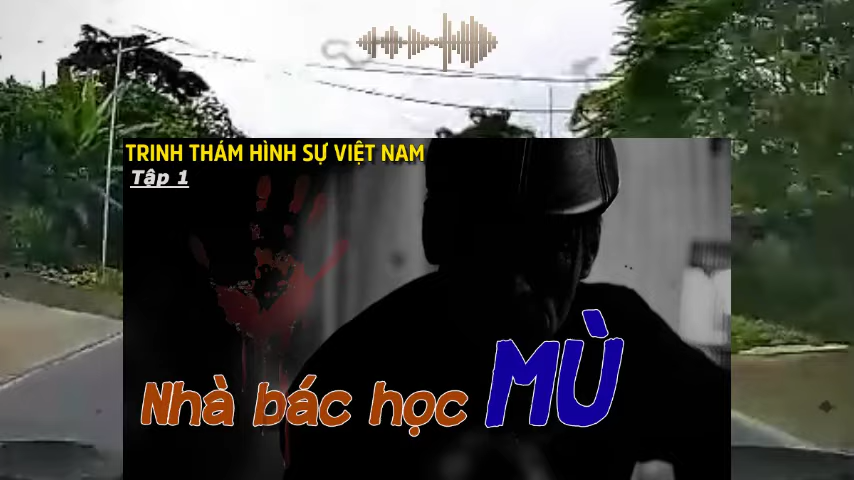 TRINH THÁM HÌNH SỰ VIỆT NAM
Tập 1
Nhà bác học MÙ